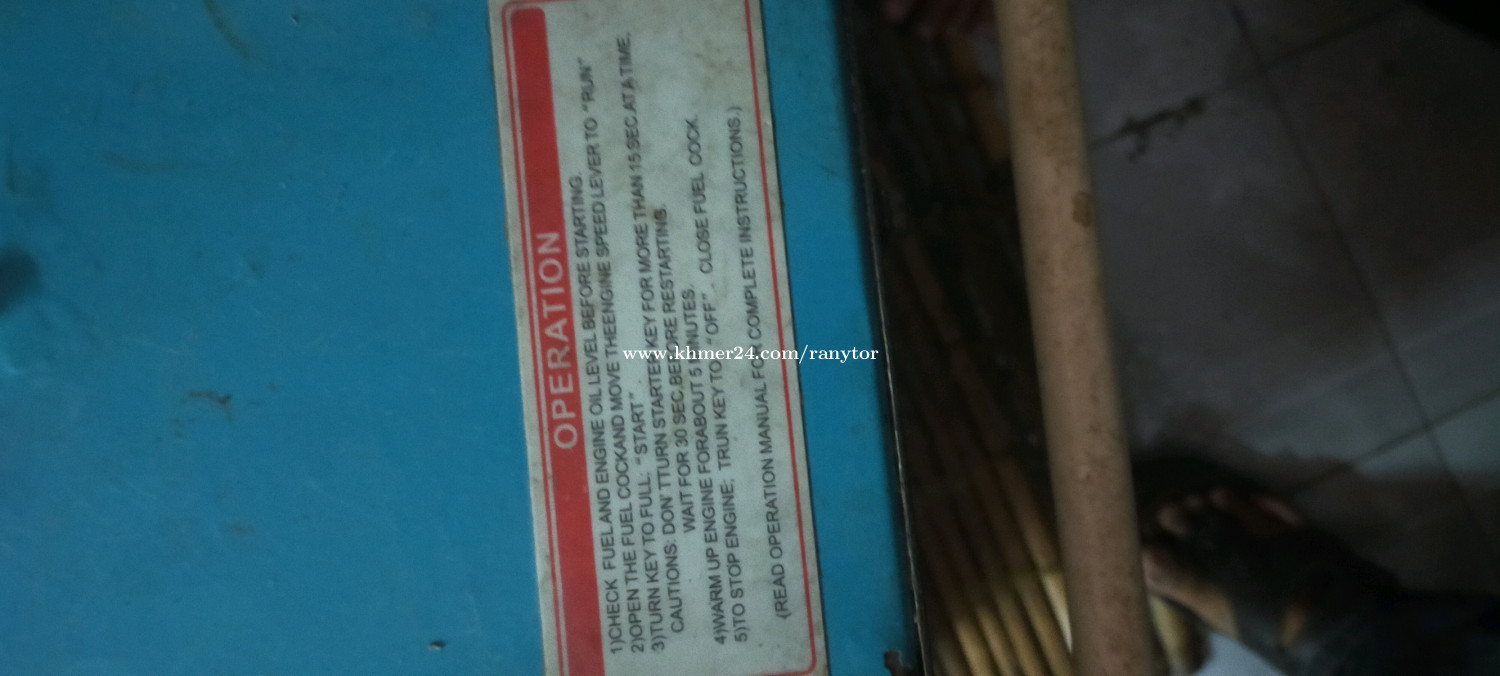 OPERATION
1)CHECK FUELAND ENGINE OIL LEVEL BEFORE STARTING.
2)OPEN THE FUEL COCKAND MOVE THEENGINE SPEED LEVER TO "RUN"
3)TURN KEY TO FULL: "START"
CAUTIONS: DON' TTURN STARTER KEY FOR MORE THAN 15 SEC.AT A TIME.
WAIT FOR 30 SEC.BEFORE RESTARTING.
4)WARM UP ENGINE FORABOUT 5 MINUTES.
5)TO STOP ENGINE; TRUN KEY TO "OFF". CLOSE FUEL COCK.
(READ OPERATION MANUAL FOR COMPLETE INSTRUCTIONS.)
www.khmer24.com/ranytor